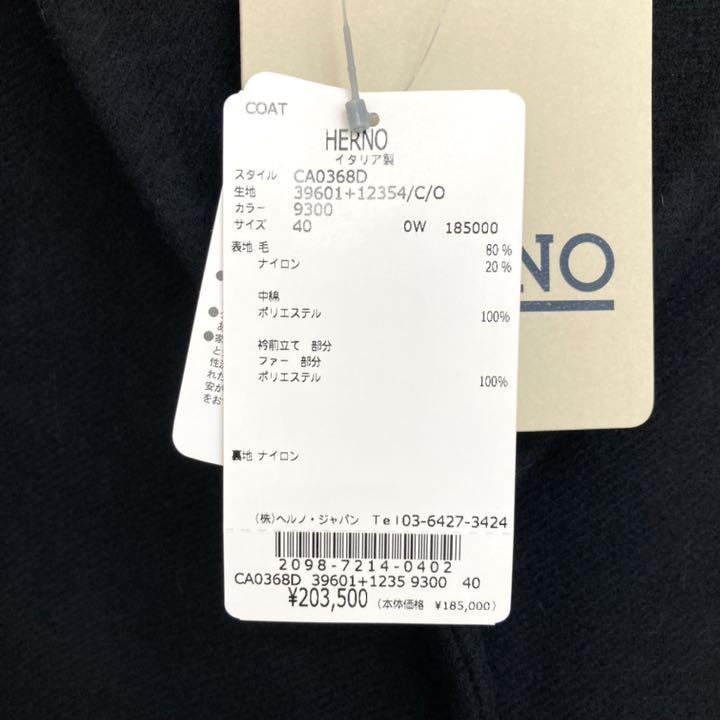 COAT
HERNO
イタリア製
スタイル CA0368D
生地 39601+12354/C/O
カラー 9300
サイズ 40 OW 185000
表地 毛 80%
ナイロン 20%
中綿
ポリエステル 100%
衿前立て 部分
ファー 部分
ポリエステル 100%
裏地 ナイロン
(株)ヘルノ・ジャパン Tel03-6427-3424
2098-7214-0402
CA0368D 39601+1235 9300 40
¥203,500 (本体価格 ¥185,000)
NO